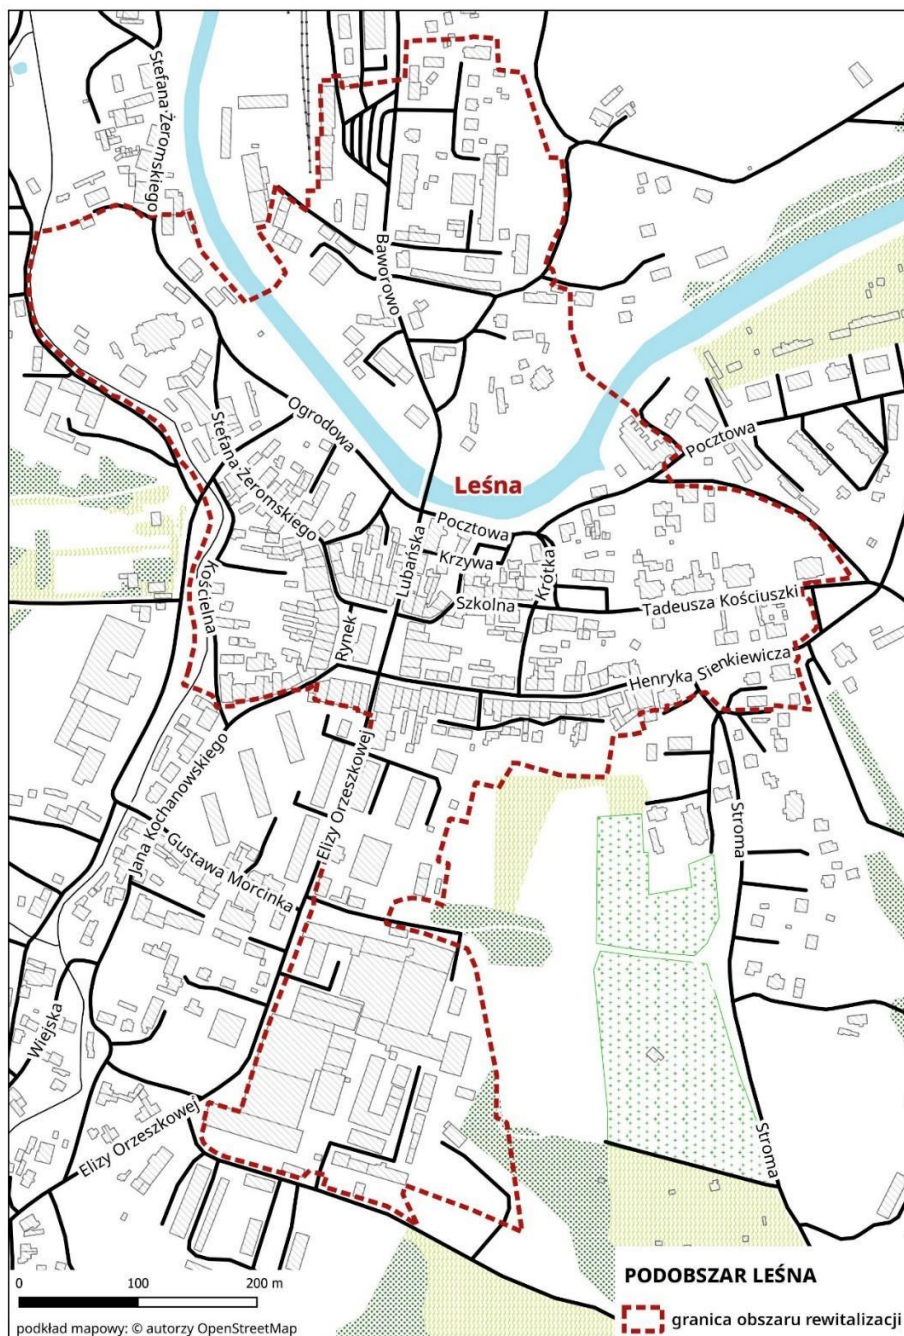 Stefana Żeromskiego
Baworowo
Ogrodowa
Stefana Żeromskiego
Pocztowa
Leśna
Pocztowa
Lubańska
Krzywa
Krótka
Kościelna
Szkolna
Tadeusza Kościuszki
Rynek
Henryka Sienkiewicza
Jana Kochanowskiego
Elizy Orzeszkowej
Stroma
Gustawa Morcinka
Wiejska
Elizy Orzeszkowej
Stroma
PODOBSZAR LEŚNA
granica obszaru rewitalizacji
0 100 200 m
podkład mapowy: © autorzy OpenStreetMap